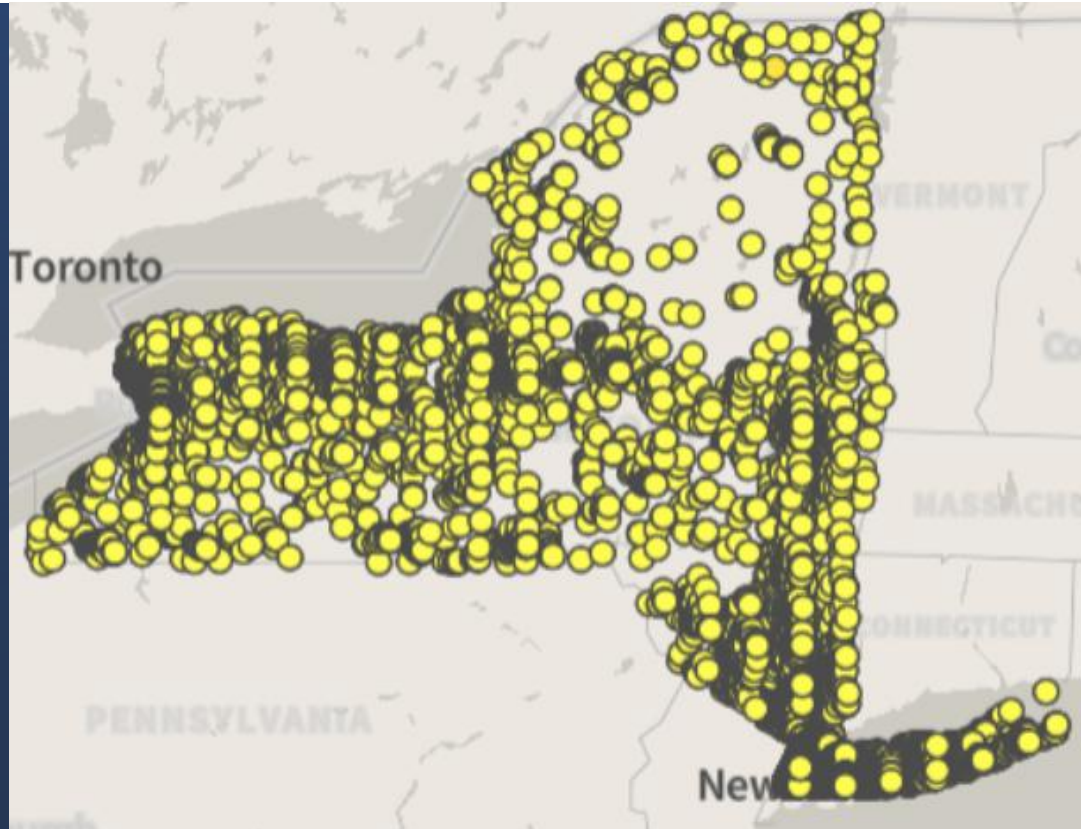 VERMONT
Toronto
MASSACHU
CONNECTICUT
PENNSYLVANIA
New